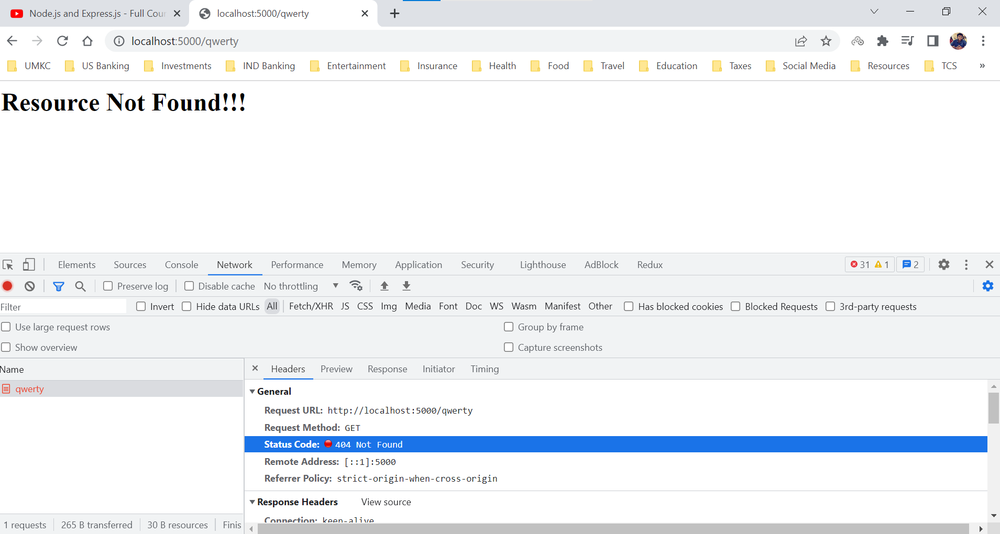 Node.js and Express.js - Full Cour
localhost:5000/qwerty
localhost:5000/qwerty
UMKC US Banking Investments IND Banking Entertainment Insurance Health Food Travel Education Taxes Social Media Resources TCS »
Resource Not Found!!!
Elements Sources Console Network Performance Memory Application Security Lighthouse AdBlock Redux 31 1 2
Preserve log Disable cache No throttling
Filter Invert Hide data URLs All Fetch/XHR JS CSS Img Media Font Doc WS Wasm Manifest Other Has blocked cookies Blocked Requests 3rd-party requests
Use large request rows Group by frame
Show overview Capture screenshots
Name
qwerty
Headers Preview Response Initiator Timing
General
Request URL: http://localhost:5000/qwerty
Request Method: GET
Status Code: 404 Not Found
Remote Address: [::1]:5000
Referrer Policy: strict-origin-when-cross-origin
Response Headers View source
Connection: keep-alive
1 requests 265 B transferred 30 B resources Finis